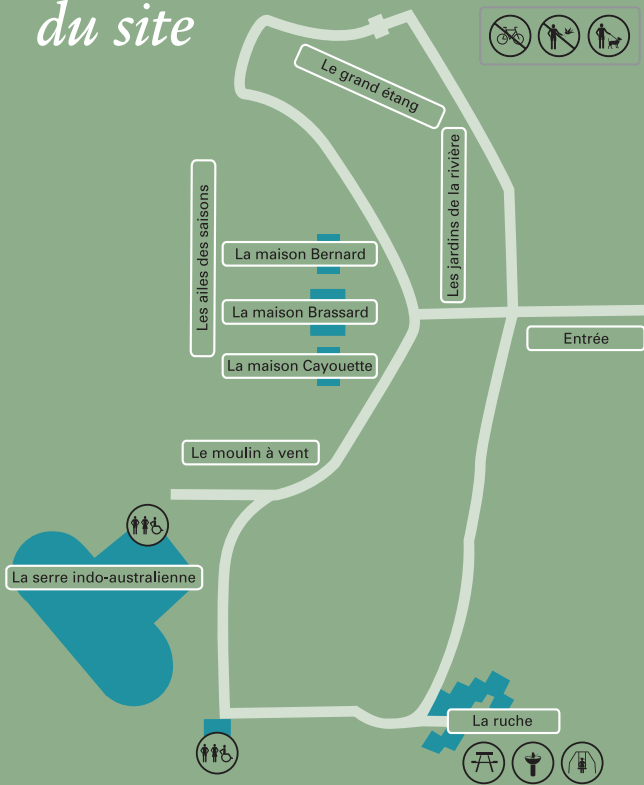 du site
Le grand étang
Les jardins de la rivière
Les ailes des saisons
La maison Bernard
La maison Brassard
Entrée
La maison Cayouette
Le moulin à vent
La serre indo-australienne
La ruche